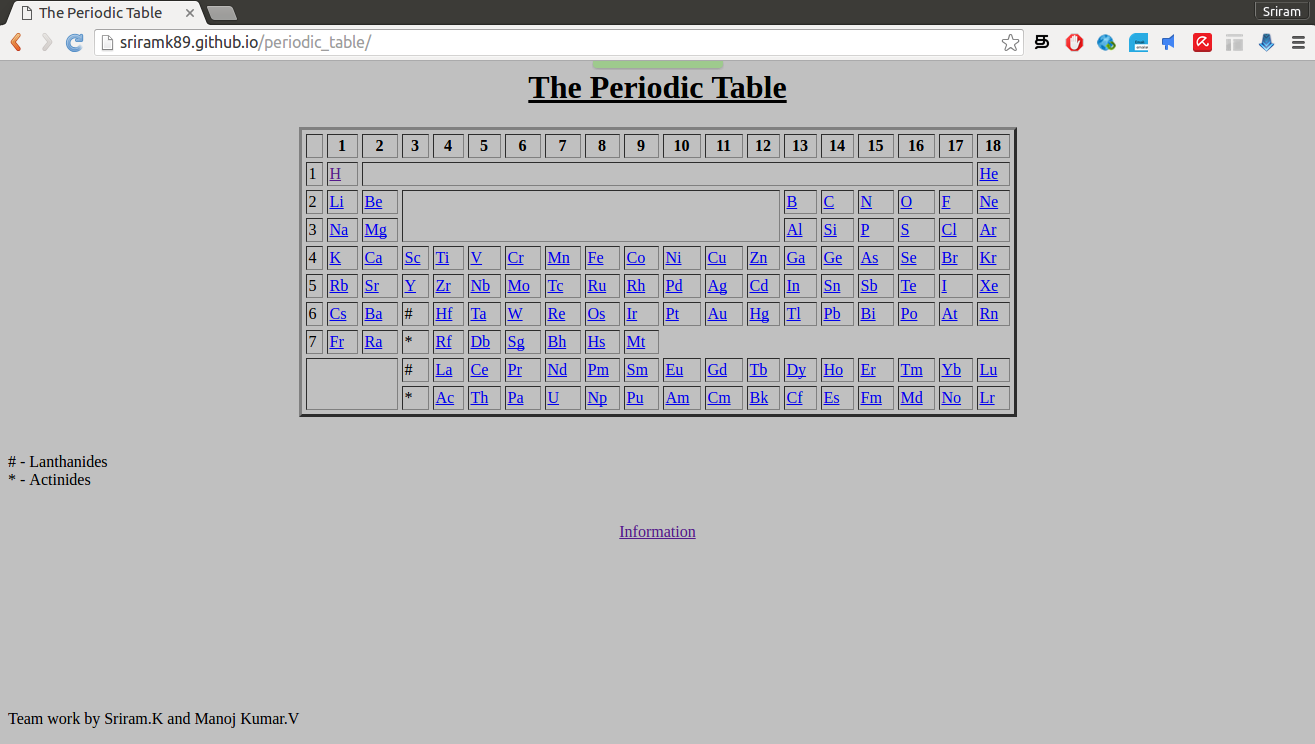 The Periodic Table
Sriram
sriramk89.github.io/periodic_table/
The Periodic Table
1 2 3 4 5 6 7 8 9 10 11 12 13 14 15 16 17 18
1 H He
2 Li Be B C N O F Ne
3 Na Mg Al Si P S Cl Ar
4 K Ca Sc Ti V Cr Mn Fe Co Ni Cu Zn Ga Ge As Se Br Kr
5 Rb Sr Y Zr Nb Mo Tc Ru Rh Pd Ag Cd In Sn Sb Te I Xe
6 Cs Ba # Hf Ta W Re Os Ir Pt Au Hg Tl Pb Bi Po At Rn
7 Fr Ra * Rf Db Sg Bh Hs Mt
# La Ce Pr Nd Pm Sm Eu Gd Tb Dy Ho Er Tm Yb Lu
* Ac Th Pa U Np Pu Am Cm Bk Cf Es Fm Md No Lr
# - Lanthanides
* - Actinides
Information
Team work by Sriram.K and Manoj Kumar.V